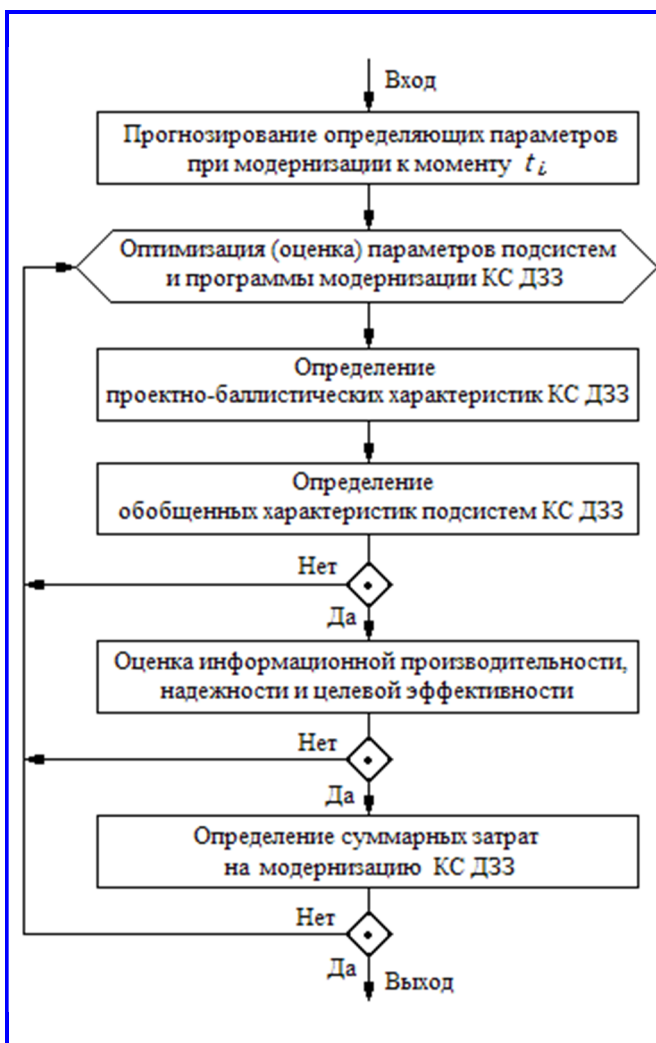 Вход
Прогнозирование определяющих параметров
при модернизации к моменту t i
Оптимизация (оценка) параметров подсистем
и программы модернизации КС ДЗЗ
Определение
проектно-баллистических характеристик КС ДЗЗ
Определение
обобщенных характеристик подсистем КС ДЗЗ
Нет
Да
Оценка информационной производительности,
надежности и целевой эффективности
Нет
Да
Определение суммарных затрат
на модернизацию КС ДЗЗ
Нет
Да
Выход